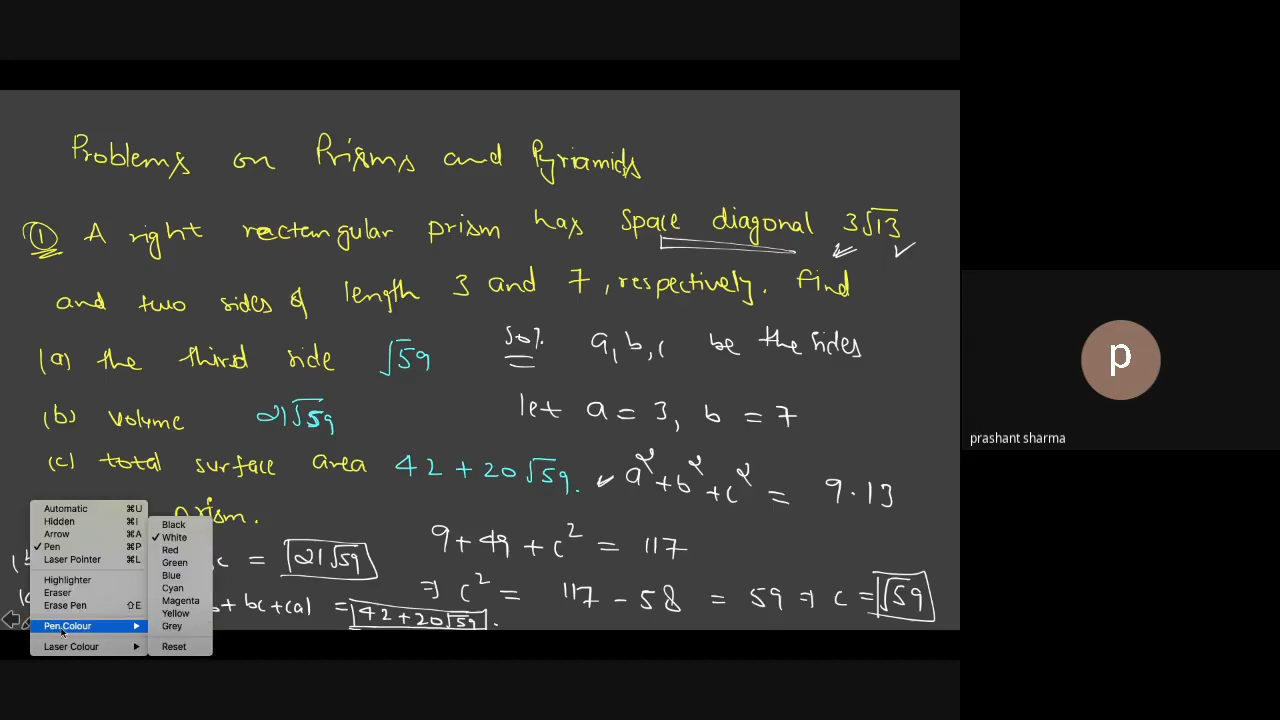 Problems on Prisms and Pyriamids
① A right rectangular prism has Space diagonal 3√13
and two sides of length 3 and 7, respectively. Find
(a) the third side √59
Sol. a, b, c be the sides
(b) volume 21√59
let a = 3, b = 7
(c) total surface area 42 + 20√59.
a² + b² + c² = 9·13
prism.
9 + 49 + c² = 117
c = 21√59
⇒ c² = 117 - 58 = 59 ⇒ c = √59
+ bc + ca) = 42 + 20√59.
p
prashant sharma
Automatic ⌘U
Hidden ⌘I
Arrow ⌘A
✓ Pen ⌘P
Laser Pointer ⌘L
Highlighter
Eraser
Erase Pen ⇧E
Pen Colour
Laser Colour
Black
✓ White
Red
Green
Blue
Cyan
Magenta
Yellow
Grey
Reset